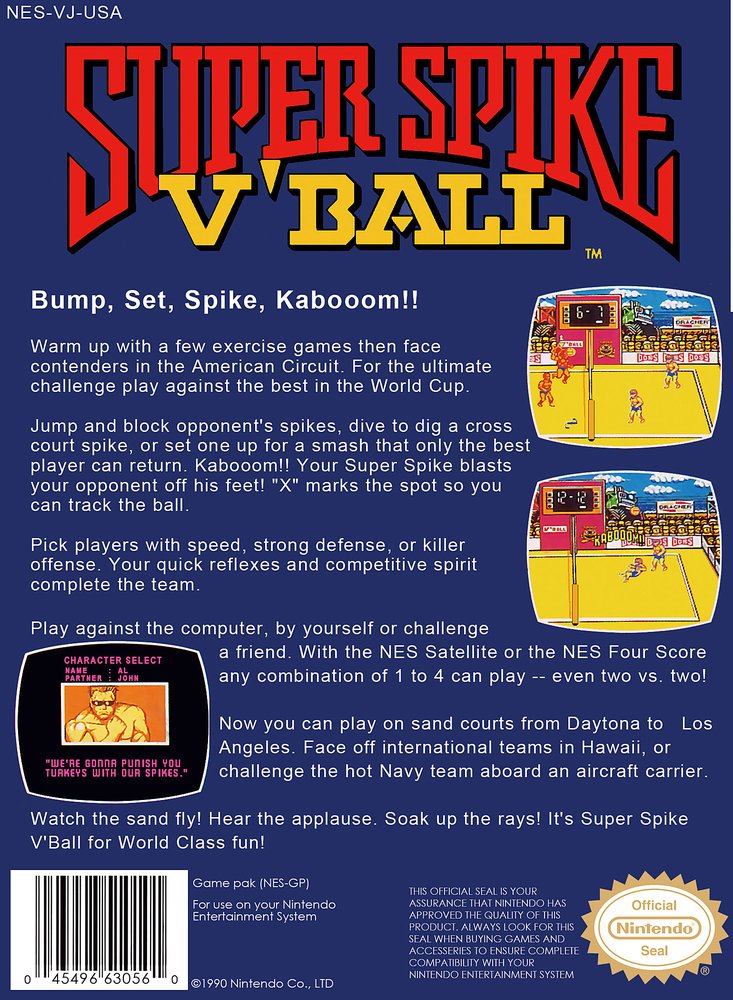 NES-VJ-USA
SUPER SPIKE
V'BALL
TM
Bump, Set, Spike, Kabooom!!
Warm up with a few exercise games then face
contenders in the American Circuit. For the ultimate
challenge play against the best in the World Cup.
Jump and block opponent's spikes, dive to dig a cross
court spike, or set one up for a smash that only the best
player can return. Kabooom!! Your Super Spike blasts
your opponent off his feet! "X" marks the spot so you
can track the ball.
6-7
V'BALL
DRACHEN
DOWS DOWS
12-12
V'BALL
DRACHEN
KABOOOM!!
DOWS
Pick players with speed, strong defense, or killer
offense. Your quick reflexes and competitive spirit
complete the team.
Play against the computer, by yourself or challenge
a friend. With the NES Satellite or the NES Four Score
any combination of 1 to 4 can play -- even two vs. two!
CHARACTER SELECT
NAME : AL
PARTNER : JOHN
"WE'RE GONNA PUNISH YOU
TURKEYS WITH OUR SPIKES."
Now you can play on sand courts from Daytona to Los
Angeles. Face off international teams in Hawaii, or
challenge the hot Navy team aboard an aircraft carrier.
Watch the sand fly! Hear the applause. Soak up the rays! It's Super Spike
V'Ball for World Class fun!
0 45496 63056 0
Game pak (NES-GP)
For use on your Nintendo
Entertainment System
©1990 Nintendo Co., LTD
THIS OFFICIAL SEAL IS YOUR
ASSURANCE THAT NINTENDO HAS
APPROVED THE QUALITY OF THIS
PRODUCT. ALWAYS LOOK FOR THIS
SEAL WHEN BUYING GAMES AND
ACCESSERIES TO ENSURE COMPLETE
COMPATIBILITY WITH YOUR
NINTENDO ENTERTAINMENT SYSTEM
Official
Nintendo
Seal
®